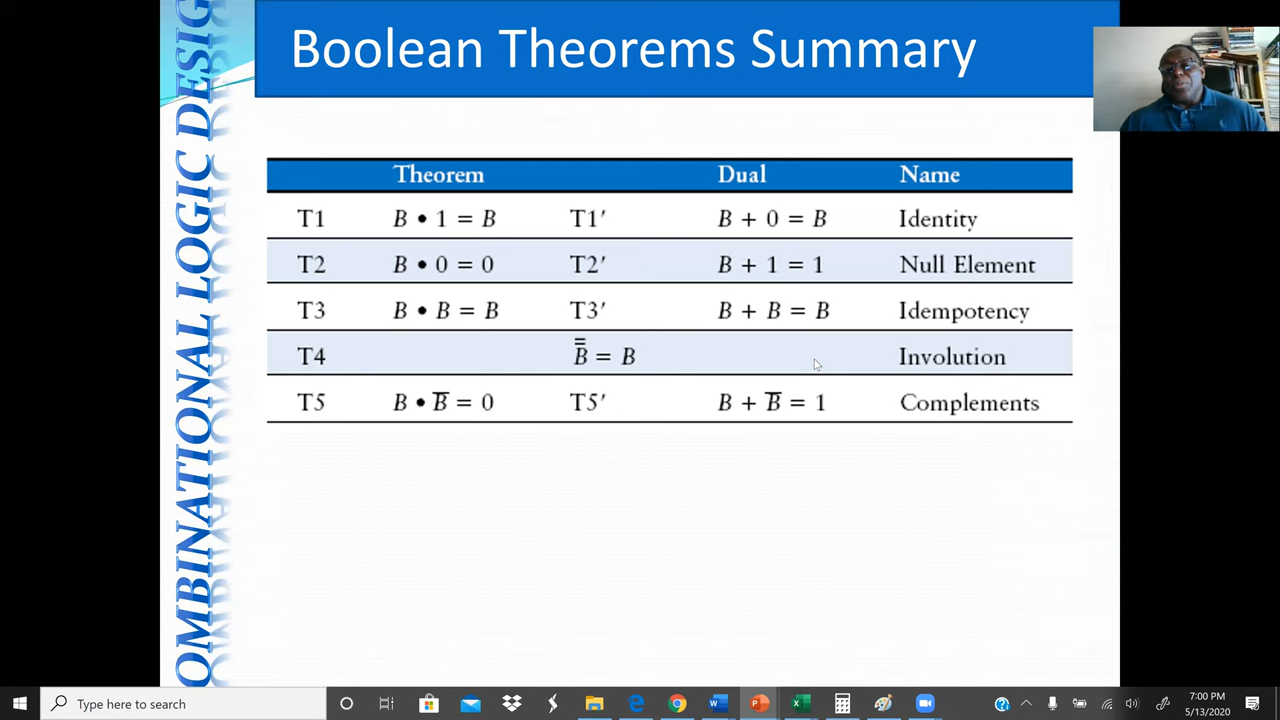 Boolean Theorems Summary
OMBINATIONAL LOGIC DESIG
Theorem Dual Name
T1 B • 1 = B T1′ B + 0 = B Identity
T2 B • 0 = 0 T2′ B + 1 = 1 Null Element
T3 B • B = B T3′ B + B = B Idempotency
T4 B̿ = B Involution
T5 B • B̅ = 0 T5′ B + B̅ = 1 Complements
Type here to search
7:00 PM
5/13/2020